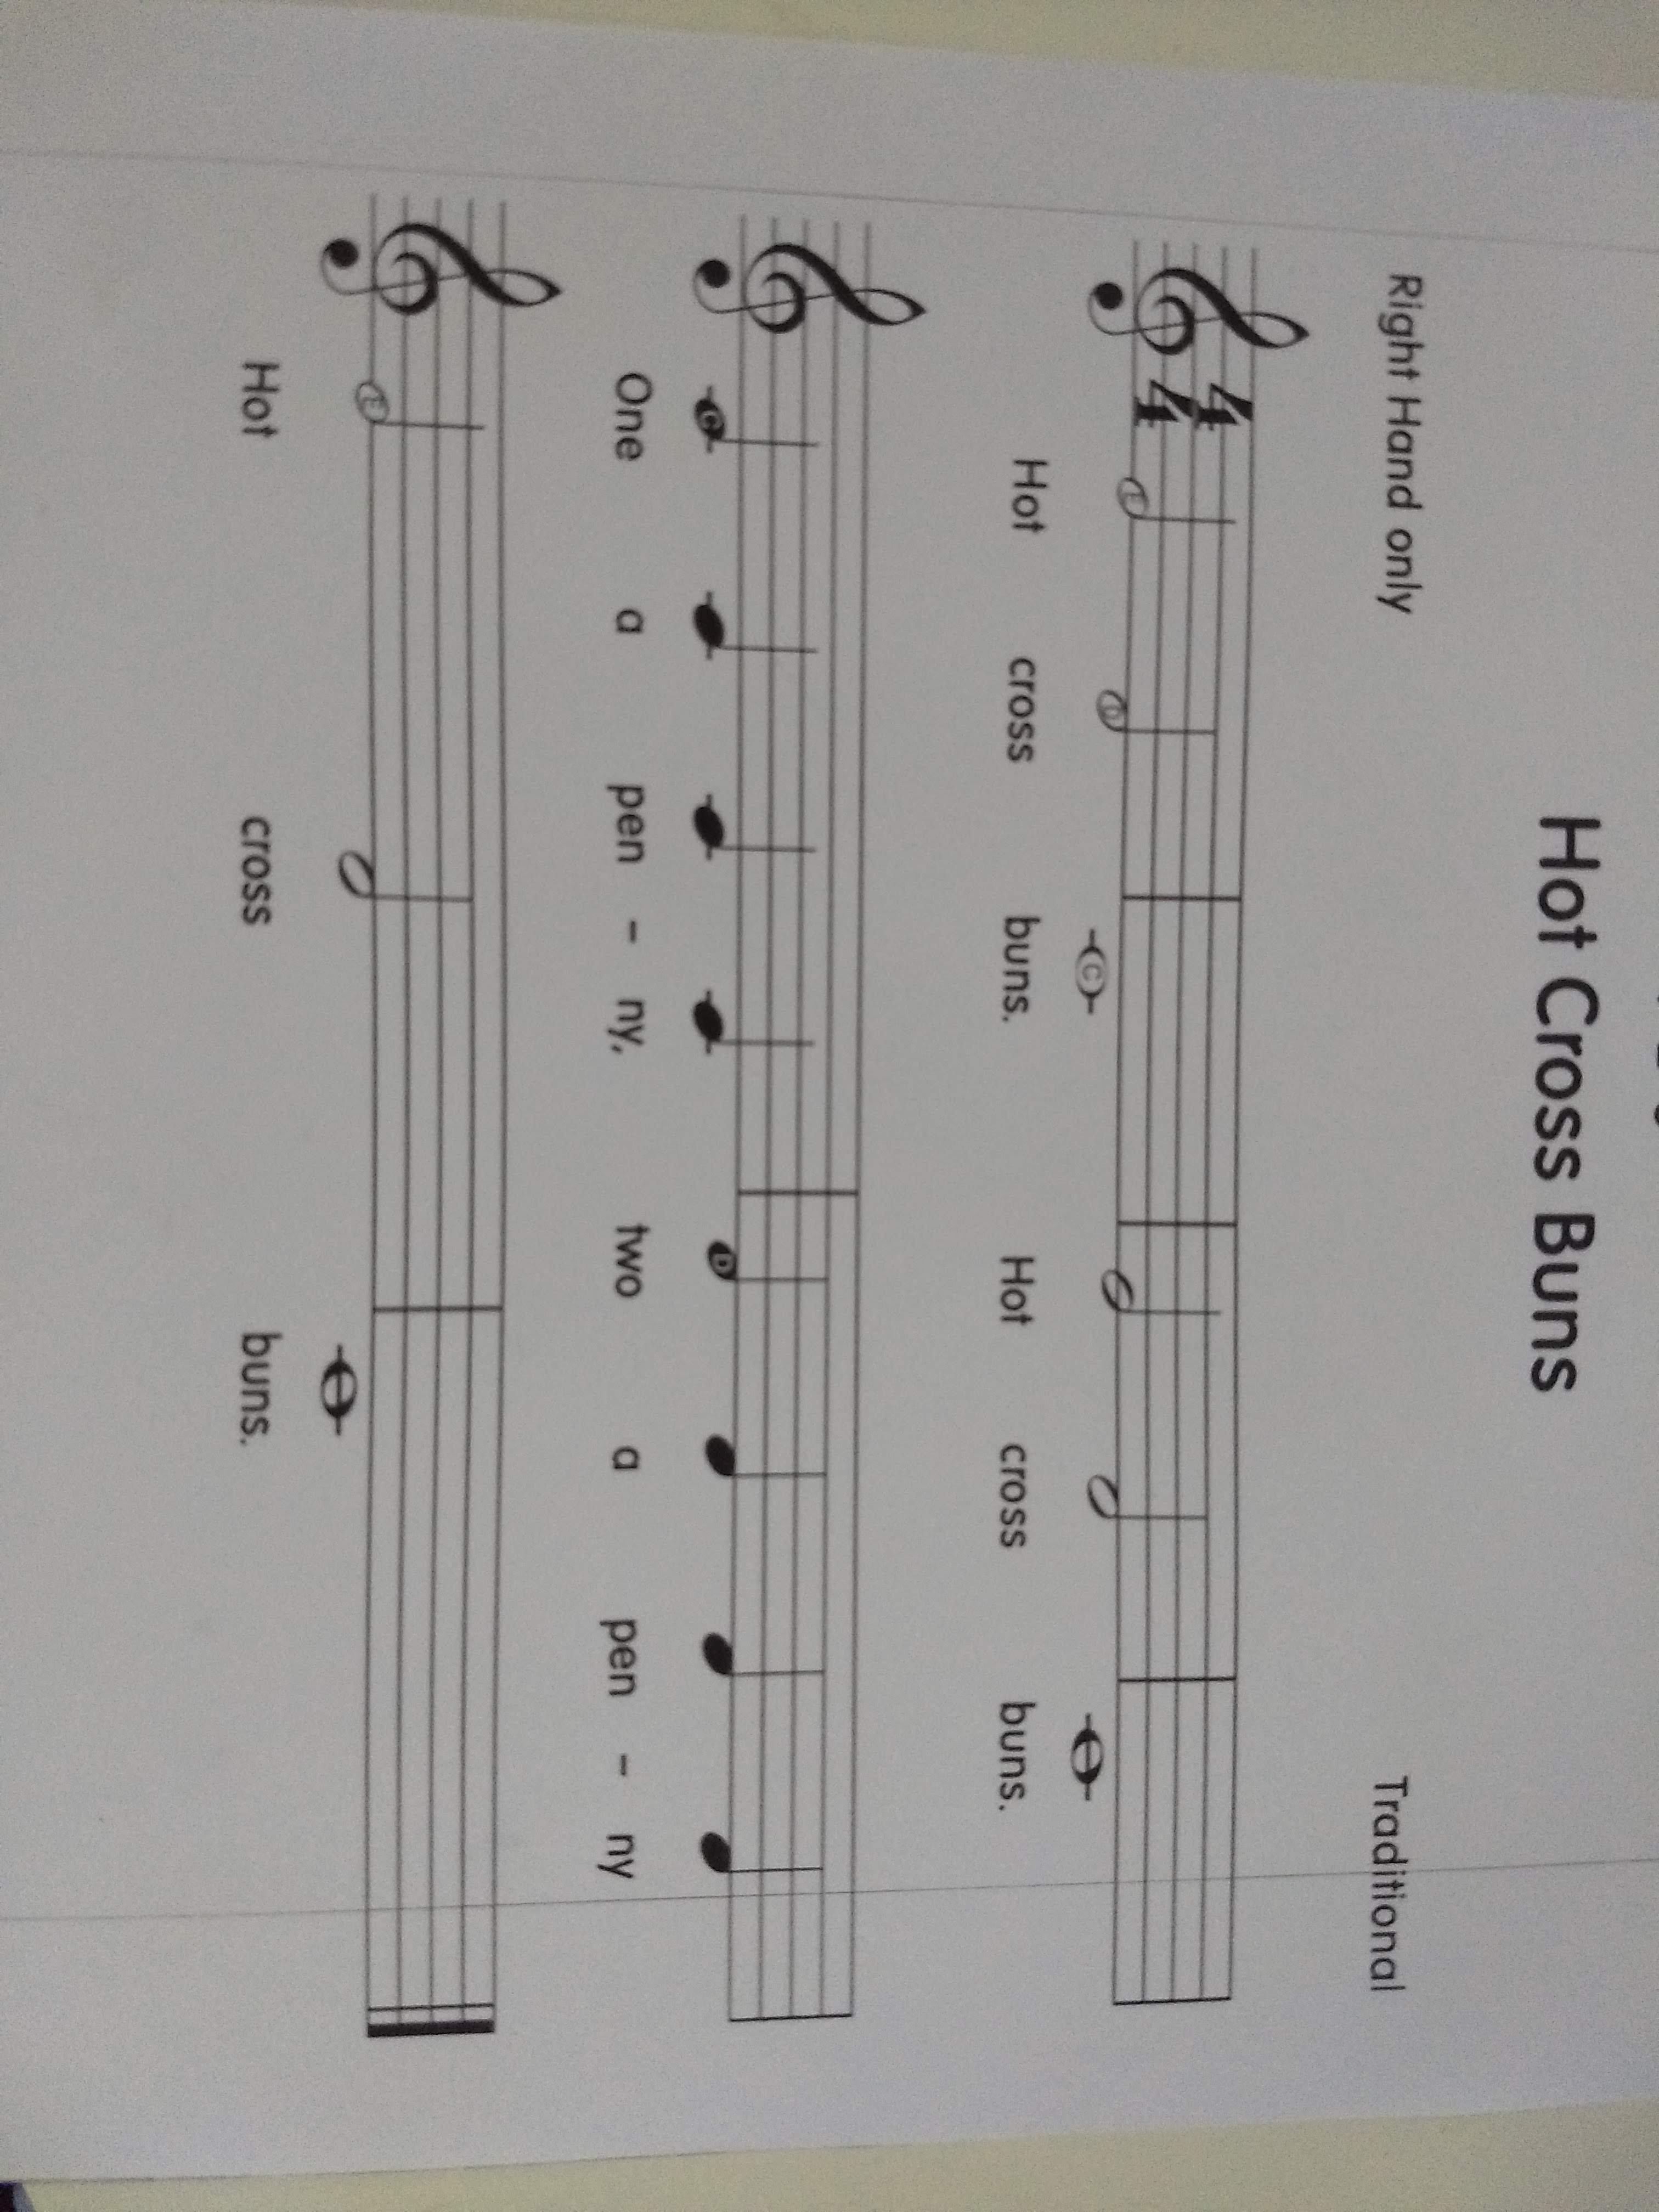 Hot Cross Buns
Right Hand only
Traditional
4
4
E D C
Hot cross buns. Hot cross buns.
C D
One a pen – ny, two a pen – ny
E
Hot cross buns.